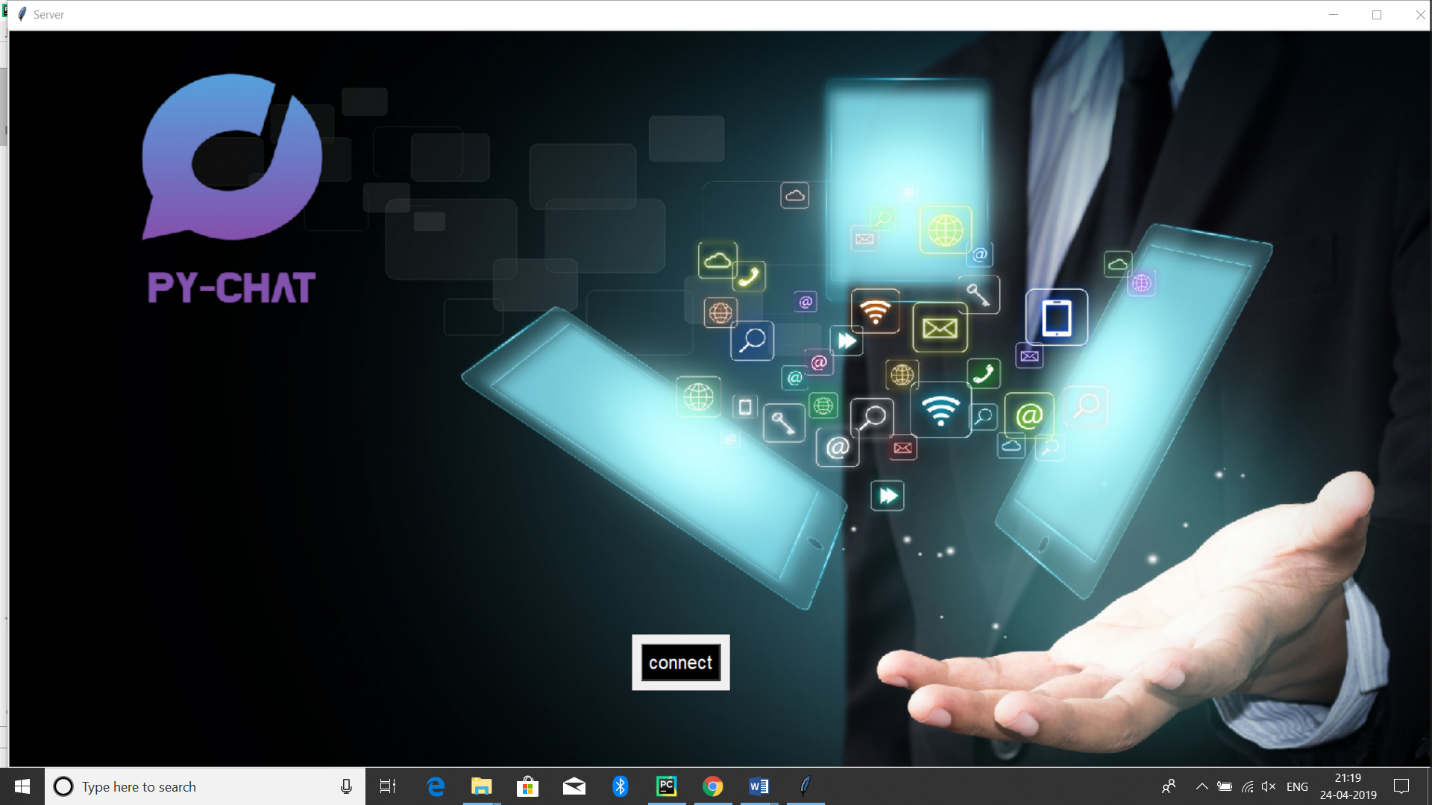 Server
PY-CHAT
connect
Type here to search
ENG
21:19
24-04-2019